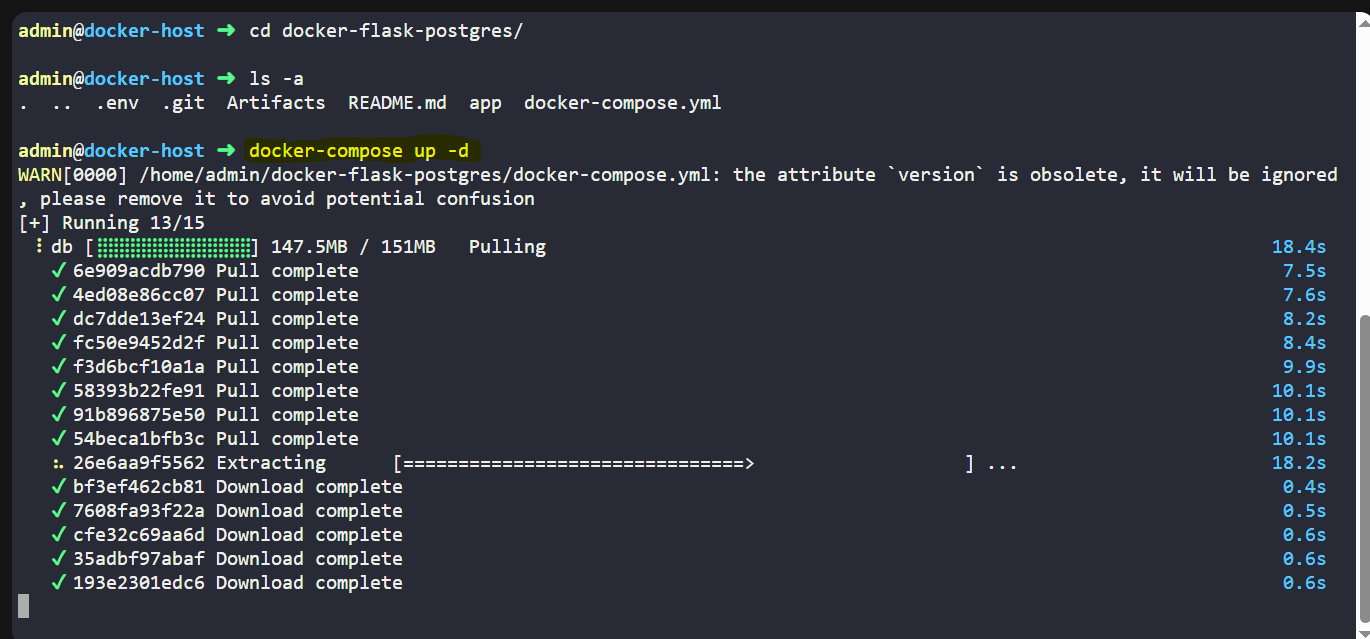 admin@docker-host ➜ cd docker-flask-postgres/
admin@docker-host ➜ ls -a
. .. .env .git Artifacts README.md app docker-compose.yml
admin@docker-host ➜ docker-compose up -d
WARN[0000] /home/admin/docker-flask-postgres/docker-compose.yml: the attribute `version` is obsolete, it will be ignored
, please remove it to avoid potential confusion
[+] Running 13/15
⠸ db [⣿⣿⣿⣿⣿⣿⣿⣿⣿⣿⣿⣿⣿⣿] 147.5MB / 151MB Pulling 18.4s
✔ 6e909acdb790 Pull complete 7.5s
✔ 4ed08e86cc07 Pull complete 7.6s
✔ dc7dde13ef24 Pull complete 8.2s
✔ fc50e9452d2f Pull complete 8.4s
✔ f3d6bcf10a1a Pull complete 9.9s
✔ 58393b22fe91 Pull complete 10.1s
✔ 91b896875e50 Pull complete 10.1s
✔ 54beca1bfb3c Pull complete 10.1s
⠦ 26e6aa9f5562 Extracting [===============================> ] ... 18.2s
✔ bf3ef462cb81 Download complete 0.4s
✔ 7608fa93f22a Download complete 0.5s
✔ cfe32c69aa6d Download complete 0.6s
✔ 35adbf97abaf Download complete 0.6s
✔ 193e2301edc6 Download complete 0.6s